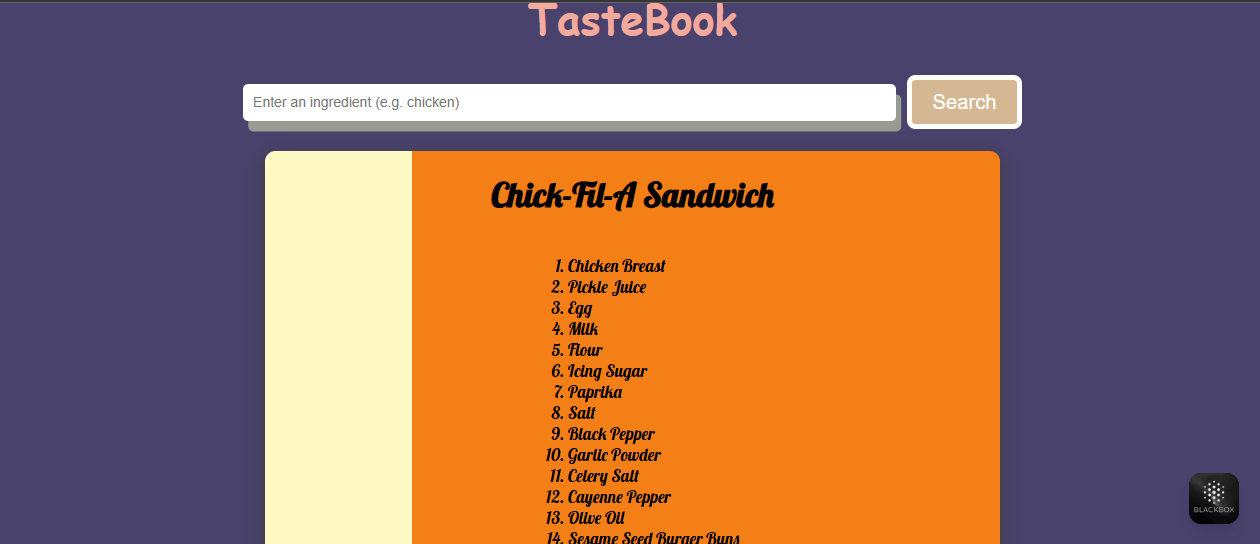 TasteBook
Enter an ingredient (e.g. chicken)
Search
Chick-Fil-A Sandwich
1. Chicken Breast
2. Pickle Juice
3. Egg
4. Milk
5. Flour
6. Icing Sugar
7. Paprika
8. Salt
9. Black Pepper
10. Garlic Powder
11. Celery Salt
12. Cayenne Pepper
13. Olive Oil
14. Sesame Seed Burger Buns
BLACKBOX